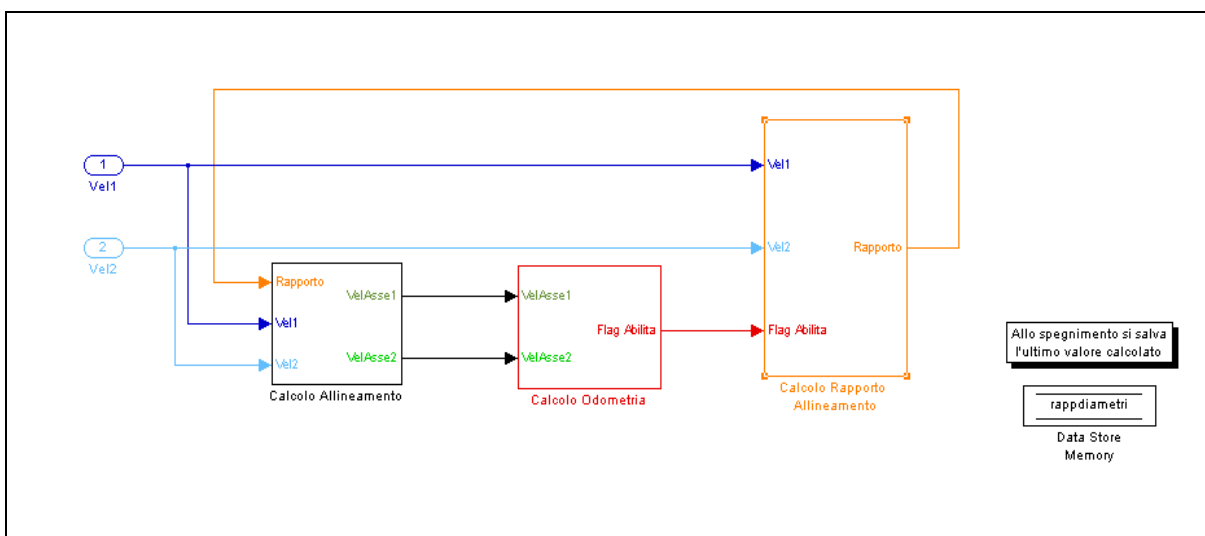 1
Vel1
2
Vel2
Rapporto
Vel1
Vel2
VelAsse1
VelAsse2
Calcolo Allineamento
VelAsse1
VelAsse2
Flag Abilita
Calcolo Odometria
Vel1
Vel2
Flag Abilita
Rapporto
Calcolo Rapporto
Allineamento
Allo spegnimento si salva
l'ultimo valore calcolato
rappdiametri
Data Store
Memory